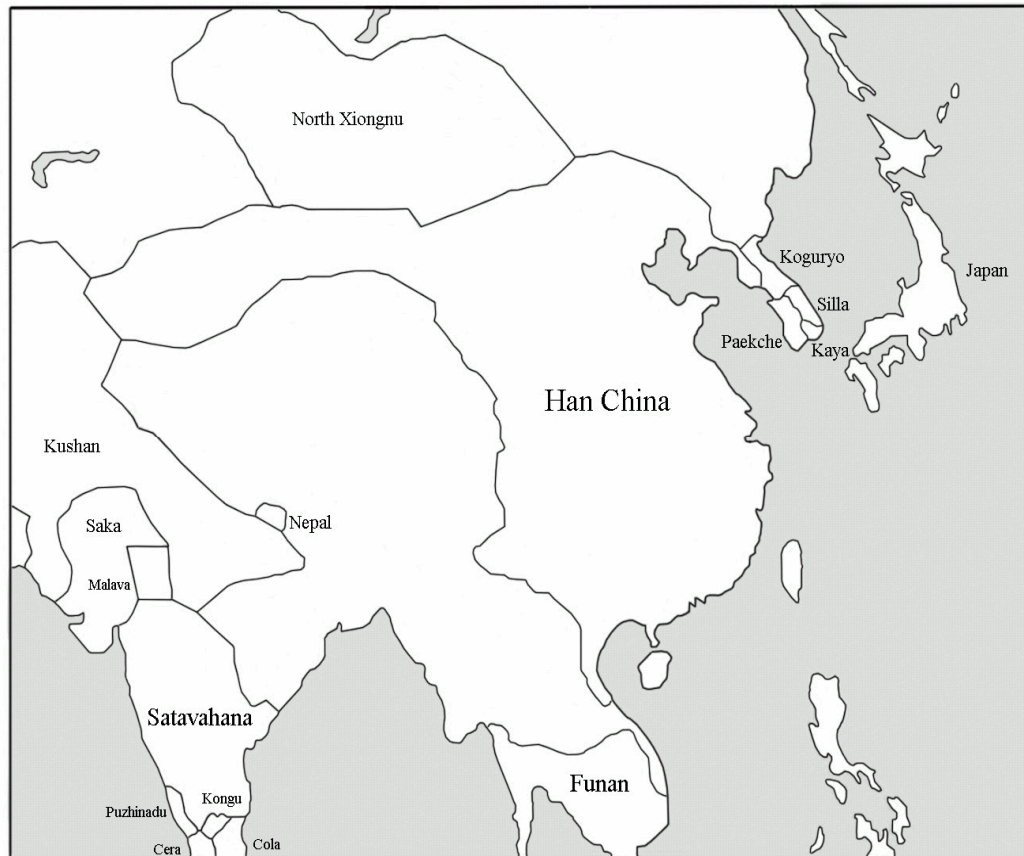 North Xiongnu
Koguryo
Japan
Silla
Paekche
Kaya
Han China
Kushan
Saka
Nepal
Malava
Satavahana
Funan
Kongu
Puzhinadu
Cera
Cola